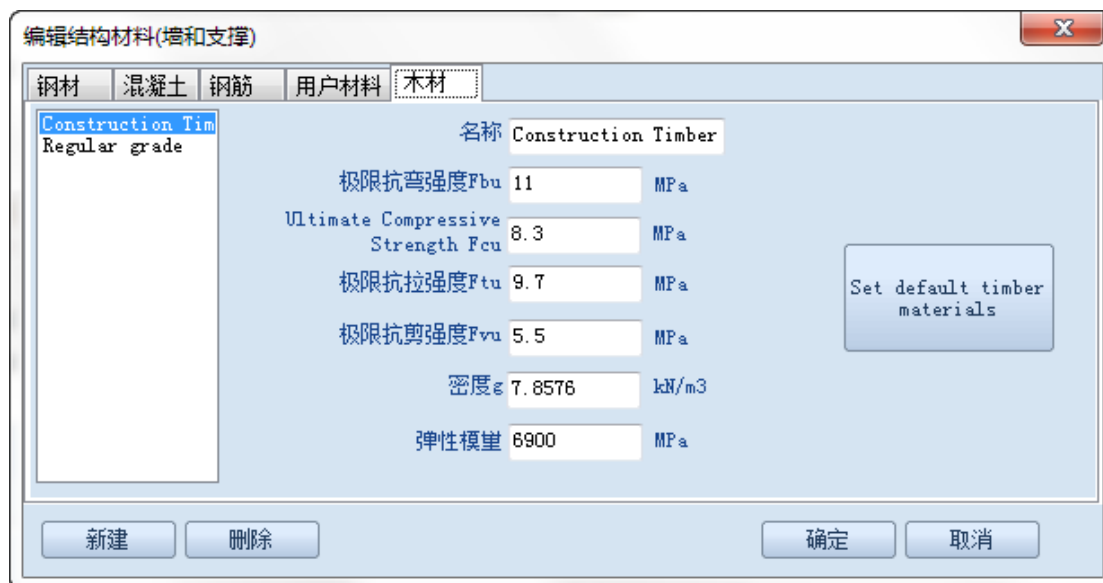 编辑结构材料(墙和支撑)
钢材 混凝土 钢筋 用户材料 木材
Construction Tim
Regular grade
名称 Construction Timber
极限抗弯强度Fbu 11 MPa
Ultimate Compressive
Strength Fcu 8.3 MPa
极限抗拉强度Ftu 9.7 MPa
极限抗剪强度Fvu 5.5 MPa
密度g 7.8576 kN/m3
弹性模量 6900 MPa
Set default timber
materials
新建 删除 确定 取消